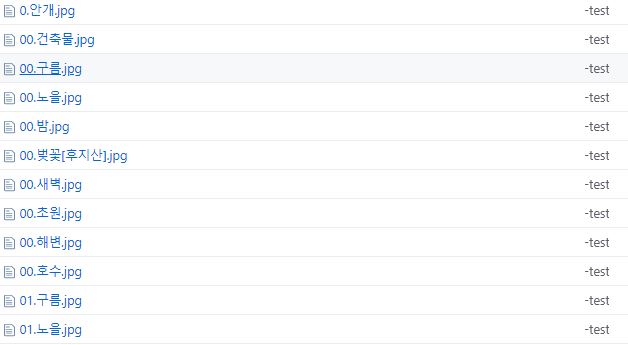 0.안개.jpg -test
00.건축물.jpg -test
00.구름.jpg -test
00.노을.jpg -test
00.밤.jpg -test
00.벚꽃[후지산].jpg -test
00.새벽.jpg -test
00.초원.jpg -test
00.해변.jpg -test
00.호수.jpg -test
01.구름.jpg -test
01.노을.jpg -test